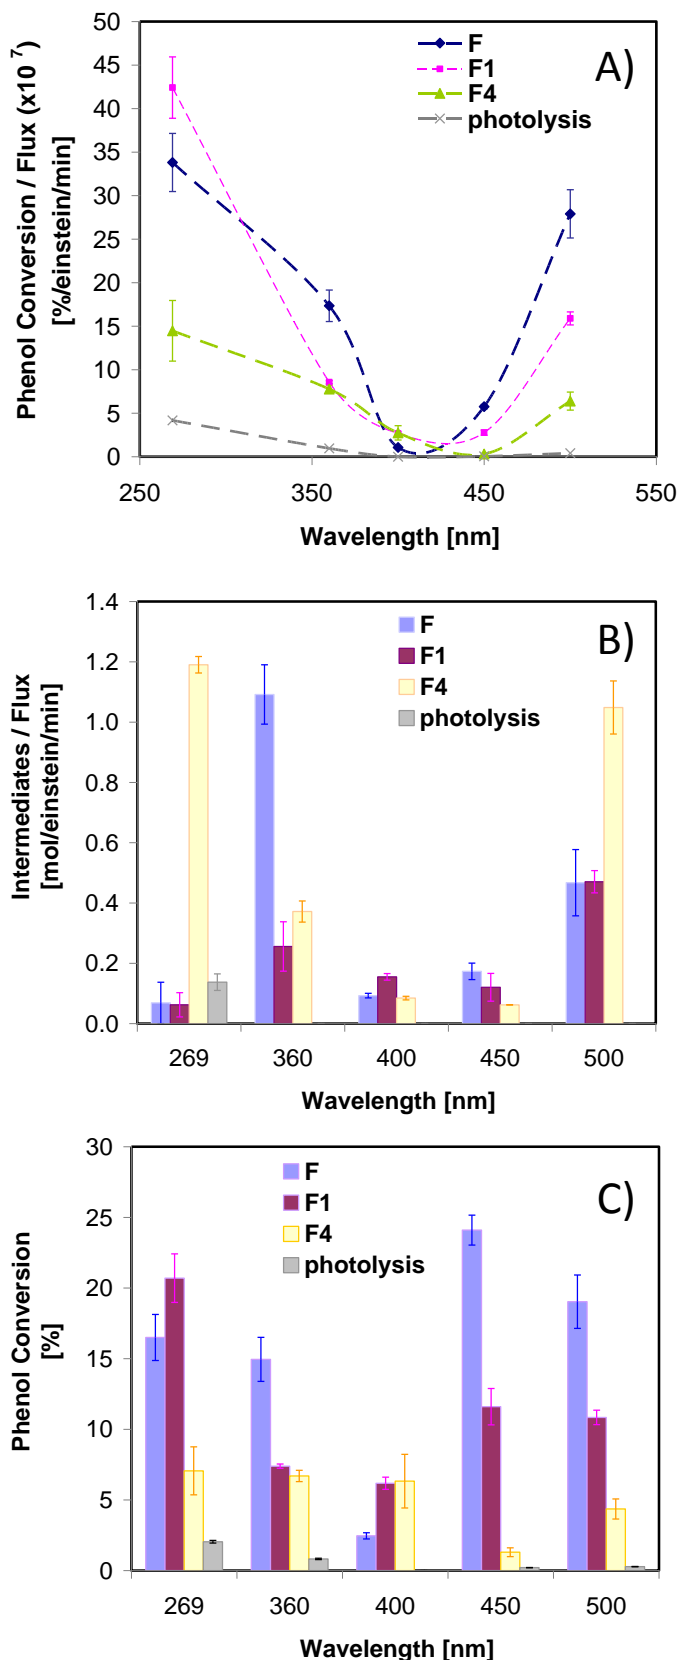 A)
F
F1
F4
photolysis
Phenol Conversion / Flux (x10 7)
[%/einstein/min]
50
45
40
35
30
25
20
15
10
5
0
250 350 450 550
Wavelength [nm]
B)
F
F1
F4
photolysis
Intermediates / Flux
[mol/einstein/min]
1.4
1.2
1.0
0.8
0.6
0.4
0.2
0.0
269 360 400 450 500
Wavelength [nm]
C)
F
F1
F4
photolysis
Phenol Conversion
[%]
30
25
20
15
10
5
0
269 360 400 450 500
Wavelength [nm]